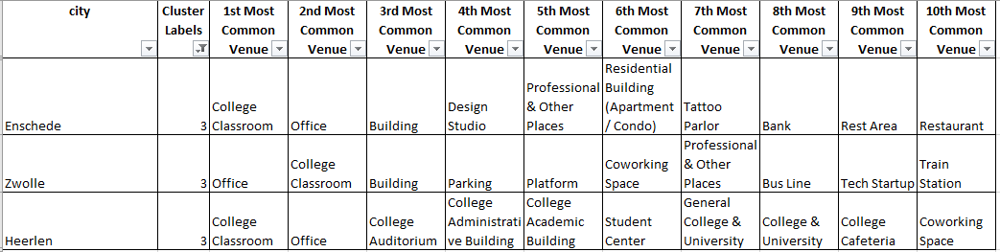 city Cluster 1st Most 2nd Most 3rd Most 4th Most 5th Most 6th Most 7th Most 8th Most 9th Most 10th Most
Labels Common Common Common Common Common Common Common Common Common Common
Venue Venue Venue Venue Venue Venue Venue Venue Venue Venue
Residential
Professional Building
College Design & Other (Apartment Tattoo
Enschede 3 Classroom Office Building Studio Places / Condo) Parlor Bank Rest Area Restaurant
Professional
College Coworking & Other Train
Zwolle 3 Office Classroom Building Parking Platform Space Places Bus Line Tech Startup Station
College College General
College College Administrati Academic Student College & College & College Coworking
Heerlen 3 Classroom Office Auditorium ve Building Building Center University University Cafeteria Space